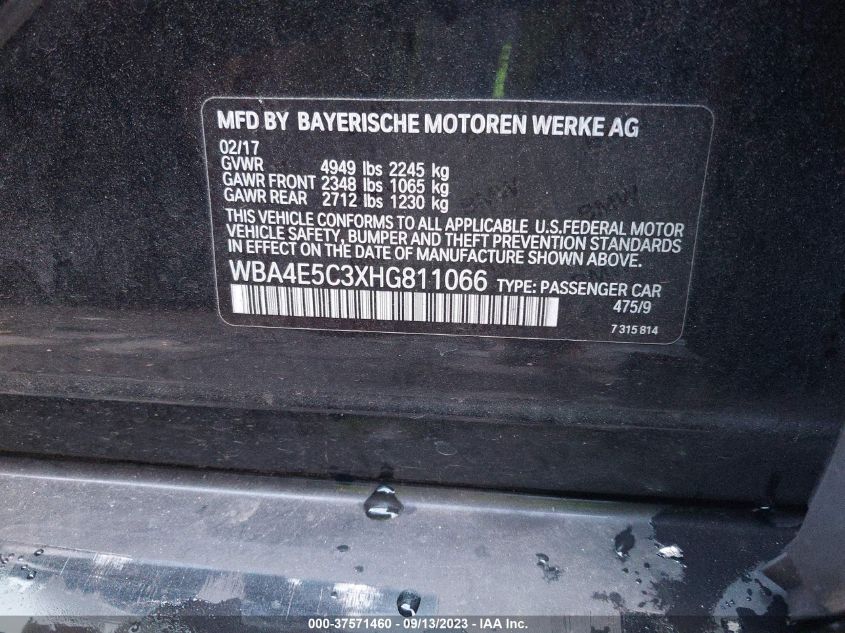 MFD BY BAYERISCHE MOTOREN WERKE AG
02/17
GVWR 4949 lbs 2245 kg
GAWR FRONT 2348 lbs 1065 kg
GAWR REAR 2712 lbs 1230 kg
THIS VEHICLE CONFORMS TO ALL APPLICABLE U.S.FEDERAL MOTOR
VEHICLE SAFETY, BUMPER AND THEFT PREVENTION STANDARDS
IN EFFECT ON THE DATE OF MANUFACTURE SHOWN ABOVE.
WBA4E5C3XHG811066 TYPE: PASSENGER CAR
475/9
7 315 814
000-37571460 - 09/13/2023 - IAA Inc.